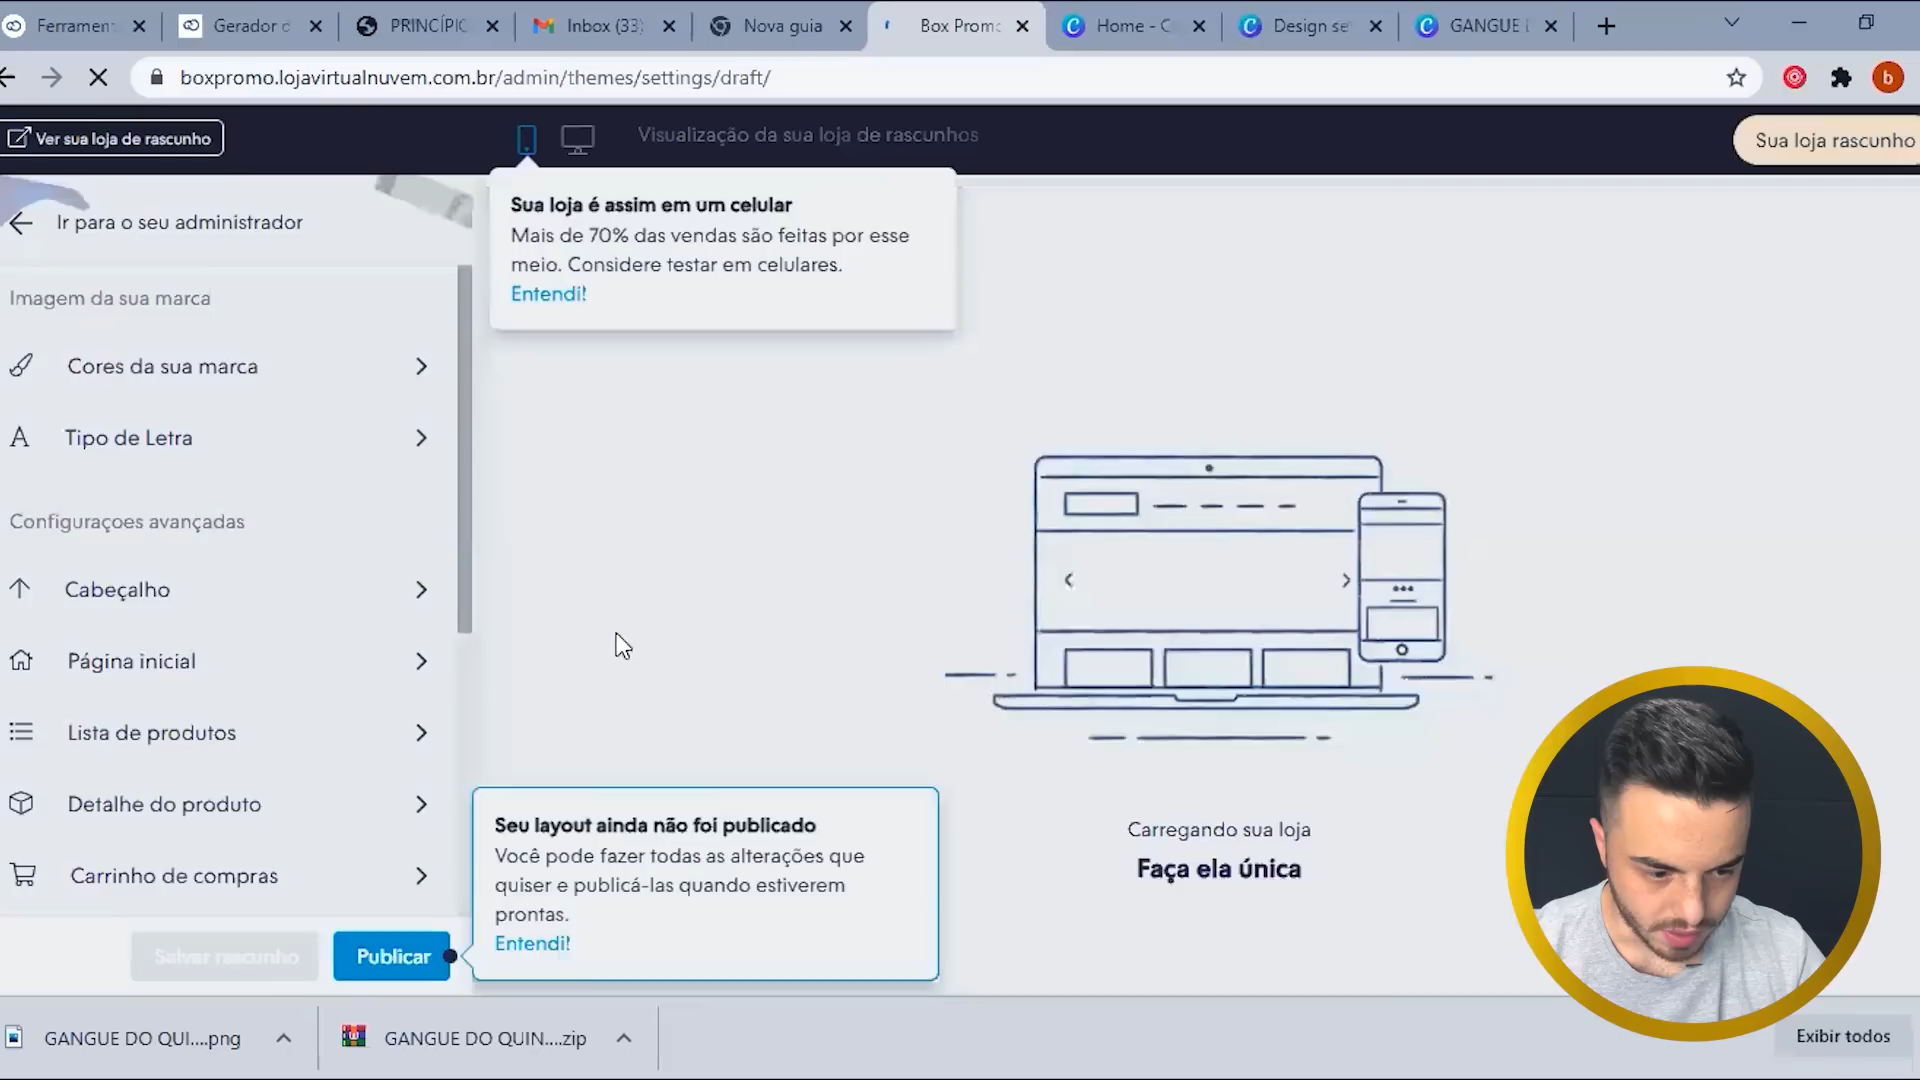 Ferramen
Gerador d
PRINCÍPIO
Inbox (33)
Nova guia
Box Promo
Home - C
Design se
GANGUE D
boxpromo.lojavirtualnuvem.com.br/admin/themes/settings/draft/
b
Ver sua loja de rascunho
Visualização da sua loja de rascunhos
Sua loja rascunho
Ir para o seu administrador
Sua loja é assim em um celular
Mais de 70% das vendas são feitas por esse
meio. Considere testar em celulares.
Entendi!
Imagem da sua marca
Cores da sua marca
Tipo de Letra
Configuraçoes avançadas
Cabeçalho
Página inicial
Lista de produtos
Detalhe do produto
Carrinho de compras
Salvar rascunho
Publicar
Seu layout ainda não foi publicado
Você pode fazer todas as alterações que
quiser e publicá-las quando estiverem
prontas.
Entendi!
Carregando sua loja
Faça ela única
GANGUE DO QUI....png
GANGUE DO QUIN....zip
Exibir todos